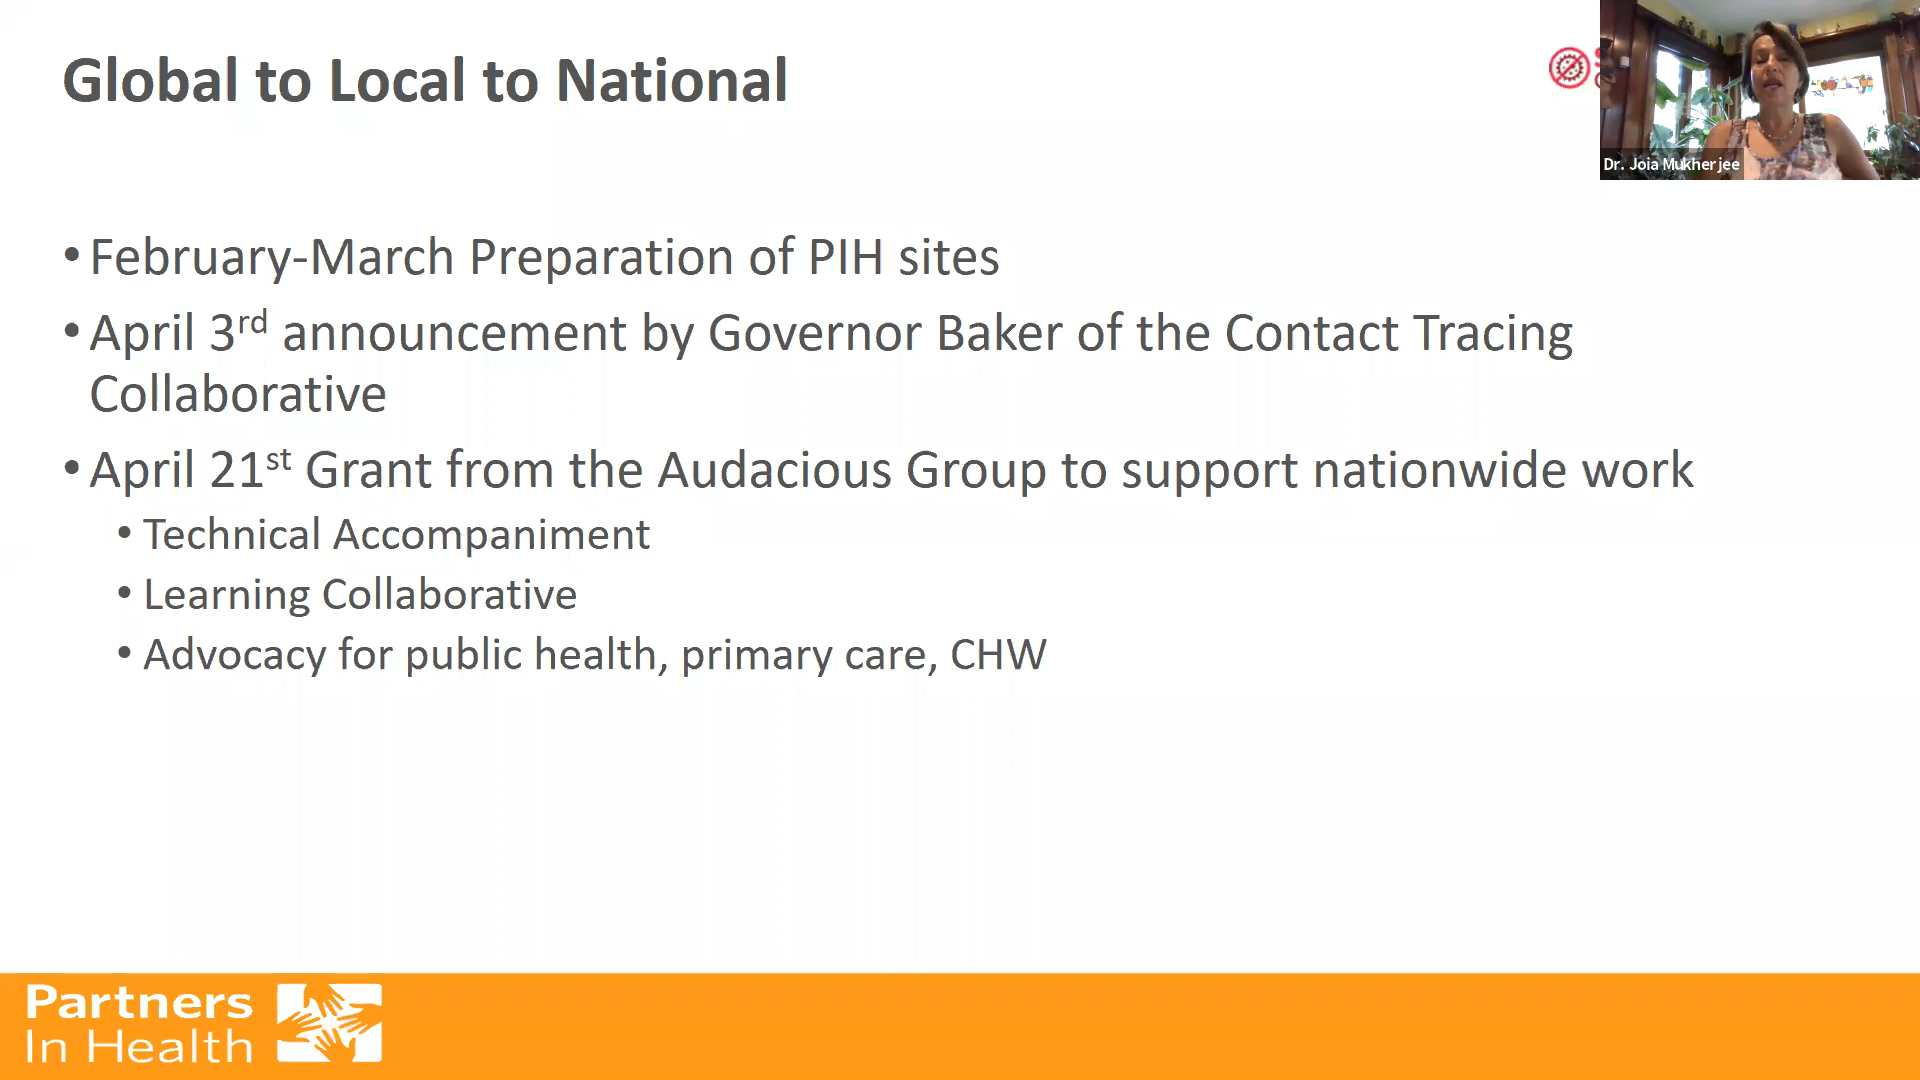 Global to Local to National
Dr. Joia Mukherjee
• February-March Preparation of PIH sites
• April 3rd announcement by Governor Baker of the Contact Tracing
Collaborative
• April 21st Grant from the Audacious Group to support nationwide work
• Technical Accompaniment
• Learning Collaborative
• Advocacy for public health, primary care, CHW
Partners
In Health